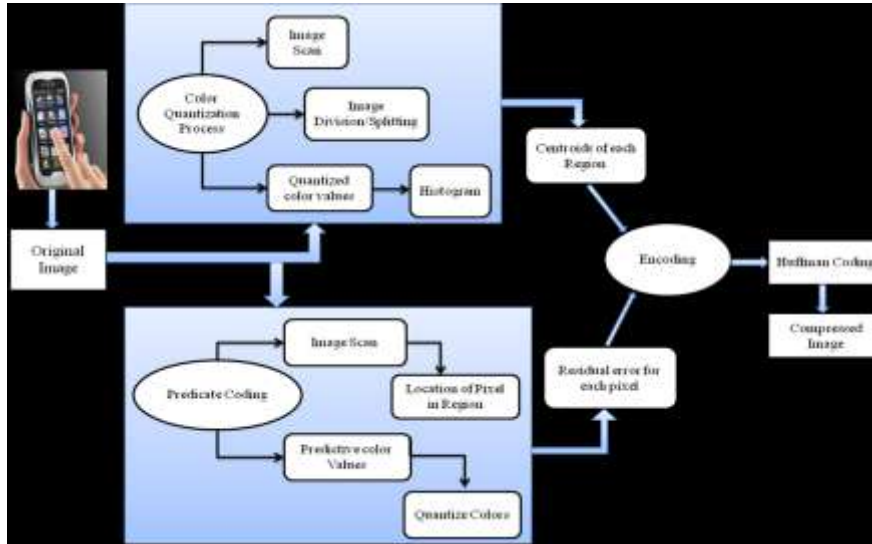 Image
Scan
Color
Quantization
Process
Image
Division/Splitting
Quantized
color values
Histogram
Centroids of each
Region
Original
Image
Encoding
Huffman Coding
Compressed
Image
Image Scan
Predicate Coding
Location of Pixel
in Region
Residual error for
each pixel
Predictive color
Values
Quantize Colors